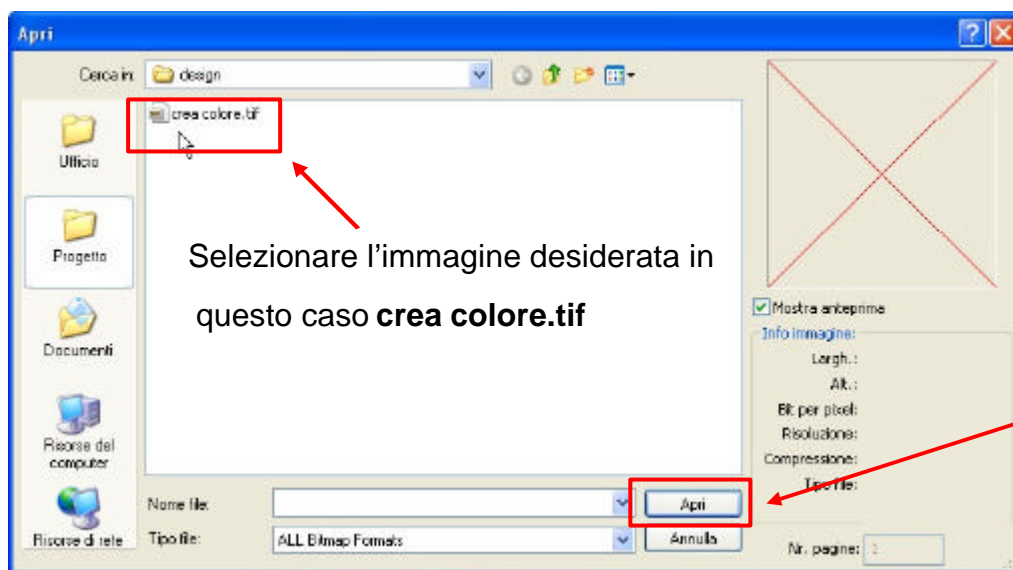 Apri
Cerca in:
design
crea colore.tif
Ufficio
Progetto
Documenti
Risorse del
computer
Risorse di rete
Selezionare l’immagine desiderata in
questo caso crea colore.tif
Mostra anteprima
Info immagine:
Largh.:
Alt.:
Bit per pixel:
Risoluzione:
Compressione:
Tipo file:
Nome file:
Apri
Tipo file:
ALL Bitmap Formats
Annulla
Nr. pagine: